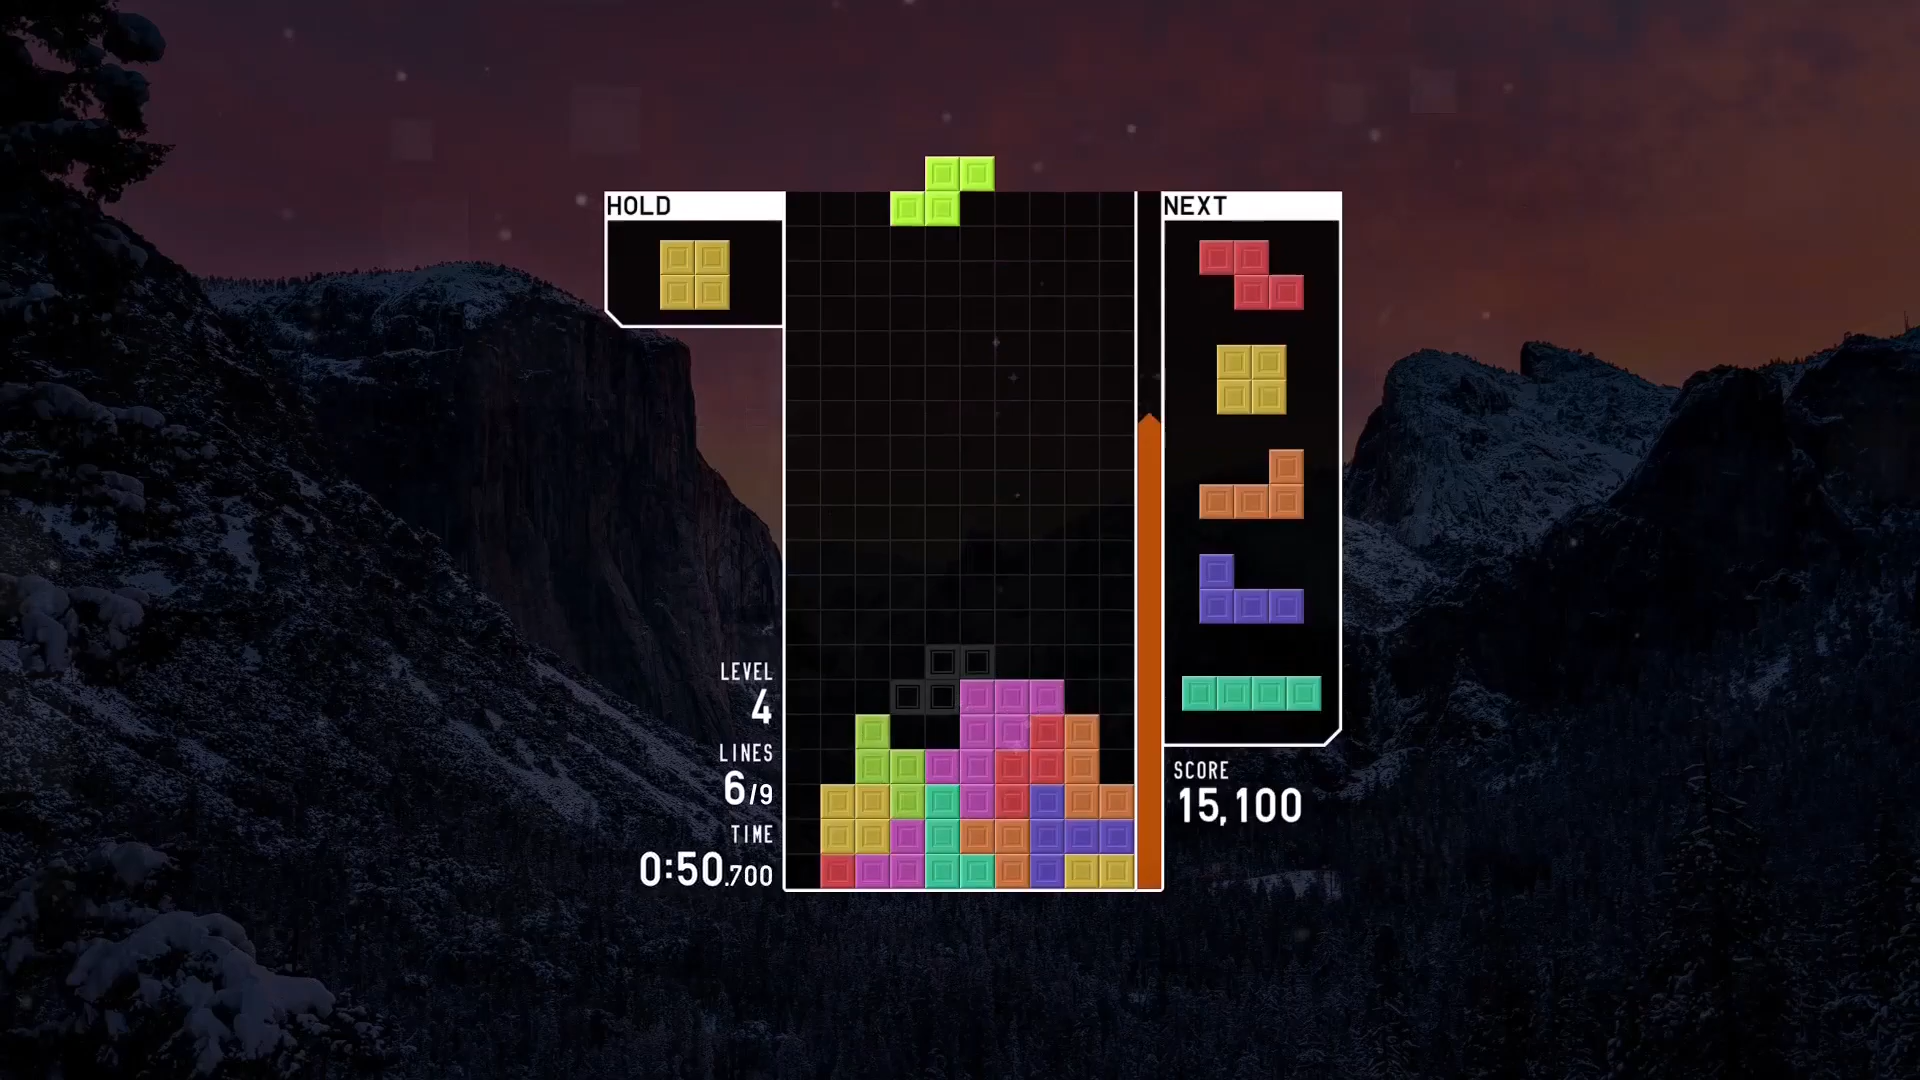 HOLD
NEXT
LEVEL
4
LINES
6/9
TIME
0:50.700
SCORE
15,100